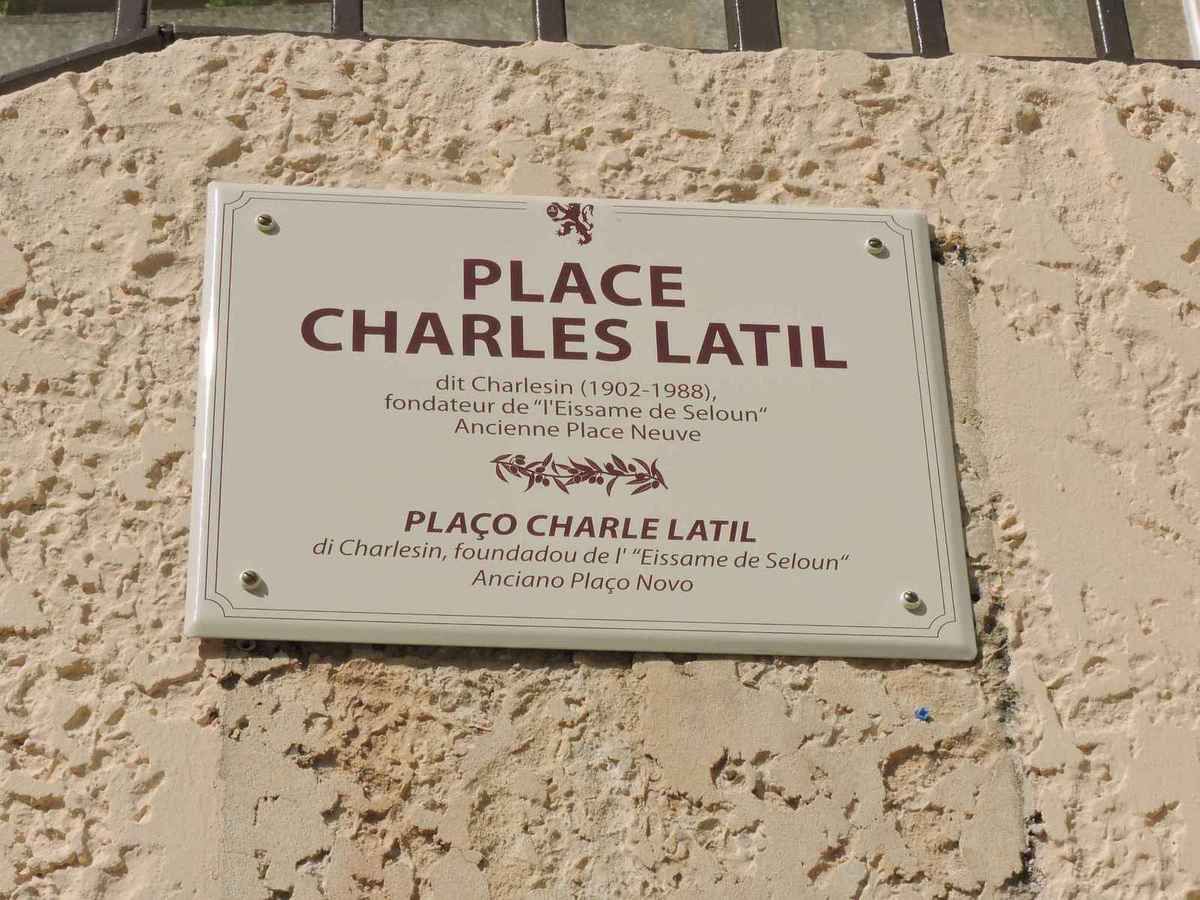 PLACE
CHARLES LATIL
dit Charlesin (1902-1988),
fondateur de “l'Eissame de Seloun“
Ancienne Place Neuve
PLAÇO CHARLE LATIL
di Charlesin, foundadou de l' “Eissame de Seloun“
Anciano Plaço Novo